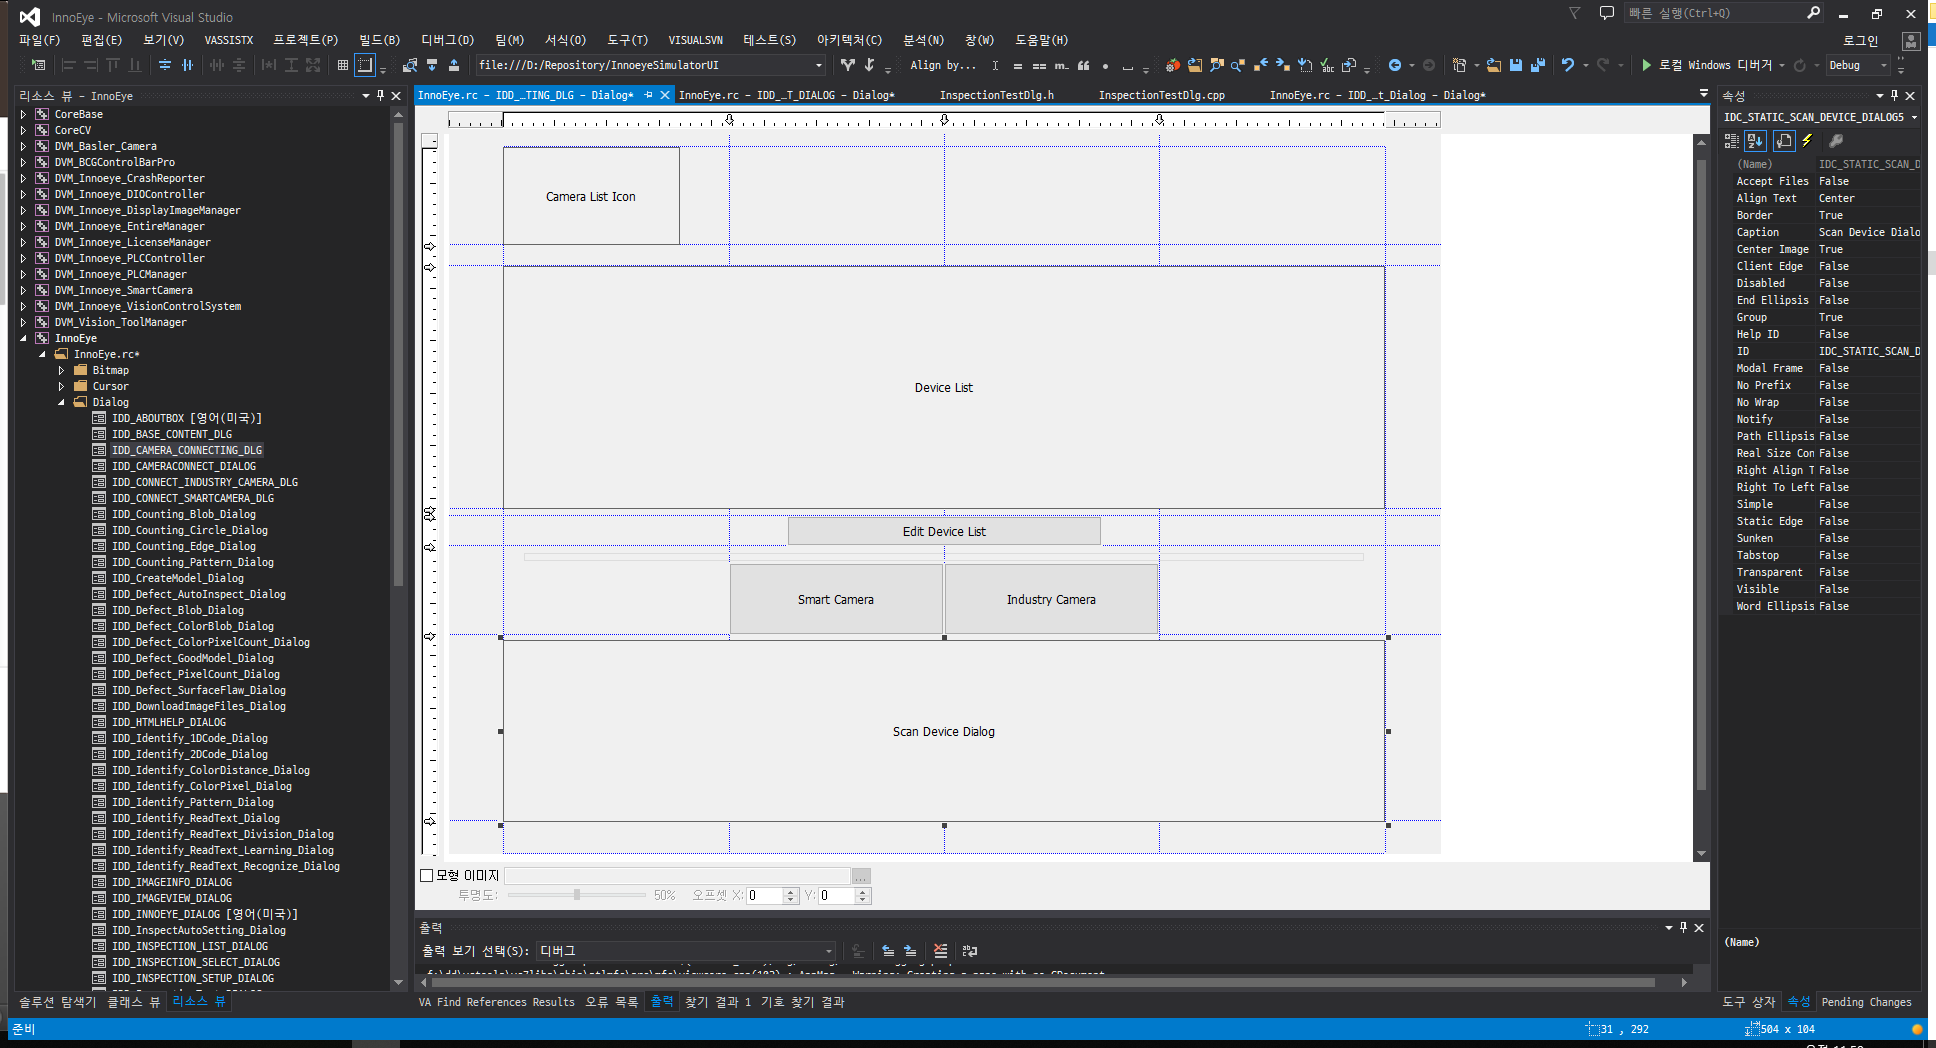 InnoEye - Microsoft Visual Studio
빠른 실행(Ctrl+Q)
파일(F) 편집(E) 보기(V) VASSISTX 프로젝트(P) 빌드(B) 디버그(D) 팀(M) 서식(O) 도구(T) VISUALSVN 테스트(S) 아키텍처(C) 분석(N) 창(W) 도움말(H)
로그인
file:///D:/Repository/InnoeyeSimulatorUI
Align by...
로컬 Windows 디버거
Debug
리소스 뷰 - InnoEye
CoreBase
CoreCV
DVM_Basler_Camera
DVM_BCGControlBarPro
DVM_Innoeye_CrashReporter
DVM_Innoeye_DIOController
DVM_Innoeye_DisplayImageManager
DVM_Innoeye_EntireManager
DVM_Innoeye_LicenseManager
DVM_Innoeye_PLCController
DVM_Innoeye_PLCManager
DVM_Innoeye_SmartCamera
DVM_Innoeye_VisionControlSystem
DVM_Vision_ToolManager
InnoEye
InnoEye.rc*
Bitmap
Cursor
Dialog
IDD_ABOUTBOX [영어(미국)]
IDD_BASE_CONTENT_DLG
IDD_CAMERA_CONNECTING_DLG
IDD_CAMERACONNECT_DIALOG
IDD_CONNECT_INDUSTRY_CAMERA_DLG
IDD_CONNECT_SMARTCAMERA_DLG
IDD_Counting_Blob_Dialog
IDD_Counting_Circle_Dialog
IDD_Counting_Edge_Dialog
IDD_Counting_Pattern_Dialog
IDD_CreateModel_Dialog
IDD_Defect_AutoInspect_Dialog
IDD_Defect_Blob_Dialog
IDD_Defect_ColorBlob_Dialog
IDD_Defect_ColorPixelCount_Dialog
IDD_Defect_GoodModel_Dialog
IDD_Defect_PixelCount_Dialog
IDD_Defect_SurfaceFlaw_Dialog
IDD_DownloadImageFiles_Dialog
IDD_HTMLHELP_DIALOG
IDD_Identify_1DCode_Dialog
IDD_Identify_2DCode_Dialog
IDD_Identify_ColorDistance_Dialog
IDD_Identify_ColorPixel_Dialog
IDD_Identify_Pattern_Dialog
IDD_Identify_ReadText_Dialog
IDD_Identify_ReadText_Division_Dialog
IDD_Identify_ReadText_Learning_Dialog
IDD_Identify_ReadText_Recognize_Dialog
IDD_IMAGEINFO_DIALOG
IDD_IMAGEVIEW_DIALOG
IDD_INNOEYE_DIALOG [영어(미국)]
IDD_InspectAutoSetting_Dialog
IDD_INSPECTION_LIST_DIALOG
IDD_INSPECTION_SELECT_DIALOG
IDD_INSPECTION_SETUP_DIALOG
솔루션 탐색기 클래스 뷰 리소스 뷰
InnoEye.rc - IDD_…TING_DLG - Dialog* InnoEye.rc - IDD_…T_DIALOG - Dialog* InspectionTestDlg.h InspectionTestDlg.cpp InnoEye.rc - IDD_…t_Dialog - Dialog*
Camera List Icon
Device List
Edit Device List
Smart Camera Industry Camera
Scan Device Dialog
모형 이미지
...
투명도: 50% 오프셋 X: 0 Y: 0
출력
출력 보기 선택(S): 디버그
VA Find References Results 오류 목록 출력 찾기 결과 1 기호 찾기 결과
속성
IDC_STATIC_SCAN_DEVICE_DIALOG5
(Name) IDC_STATIC_SCAN_D
Accept Files False
Align Text Center
Border True
Caption Scan Device Dialo
Center Image True
Client Edge False
Disabled False
End Ellipsis False
Group True
Help ID False
ID IDC_STATIC_SCAN_D
Modal Frame False
No Prefix False
No Wrap False
Notify False
Path Ellipsis False
Real Size Con False
Right Align T False
Right To Left False
Simple False
Static Edge False
Sunken False
Tabstop False
Transparent False
Visible False
Word Ellipsis False
(Name)
도구 상자 속성 Pending Changes
준비
31 , 292
504 x 104